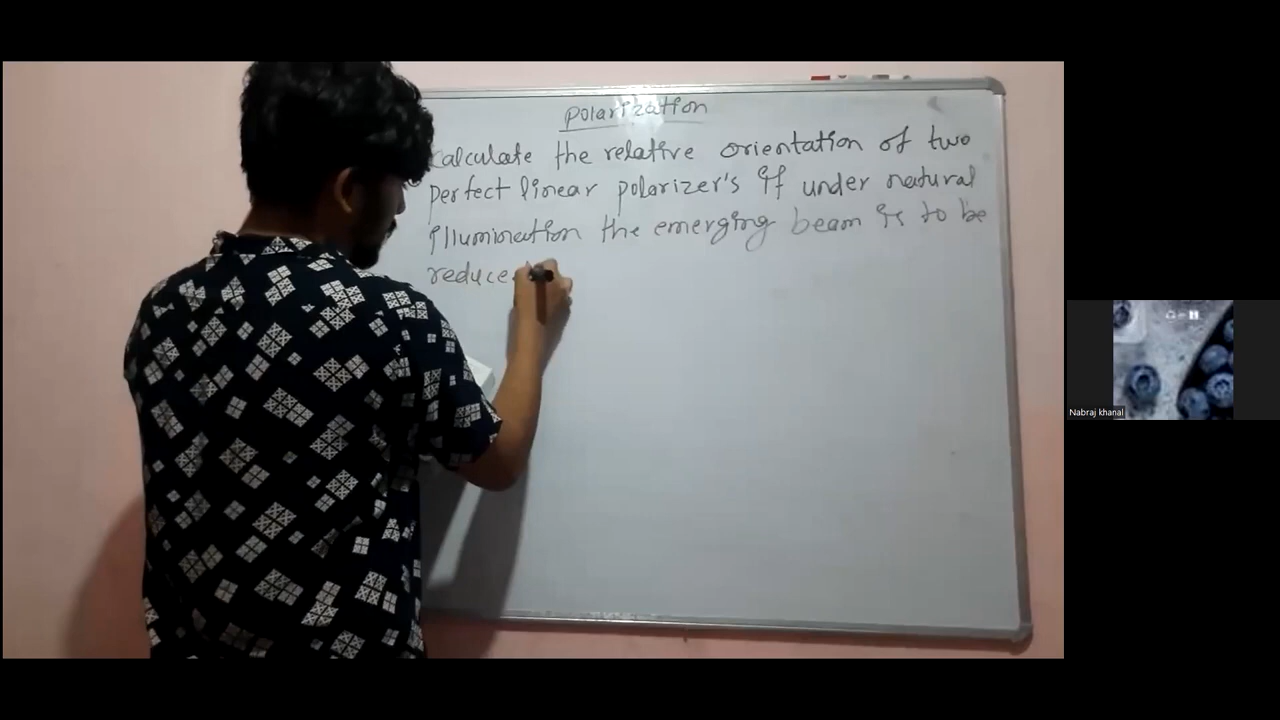 polarization
calculate the relative orientation of two
perfect linear polarizer's if under natural
illumination the emerging beam is to be
reduce
Nabraj khanal